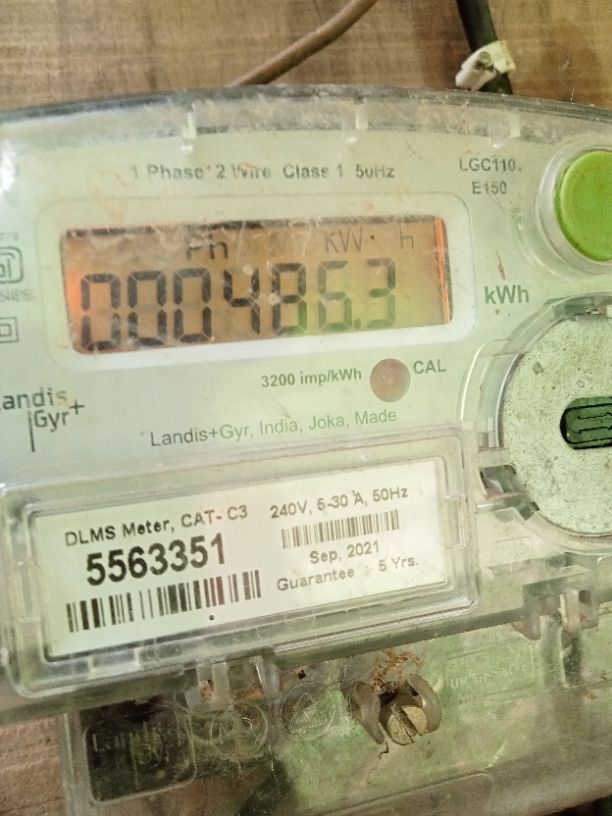 1 Phase 2 Wire Class 1 50Hz
LGC110.
E150
Ph KW h
000486.3
kWh
3200 imp/kWh CAL
Landis
Gyr+
Landis+Gyr, India, Joka, Made
DLMS Meter, CAT- C3
5563351
240V, 5-30 A, 50Hz
Sep, 2021
Guarantee : 5 Yrs.